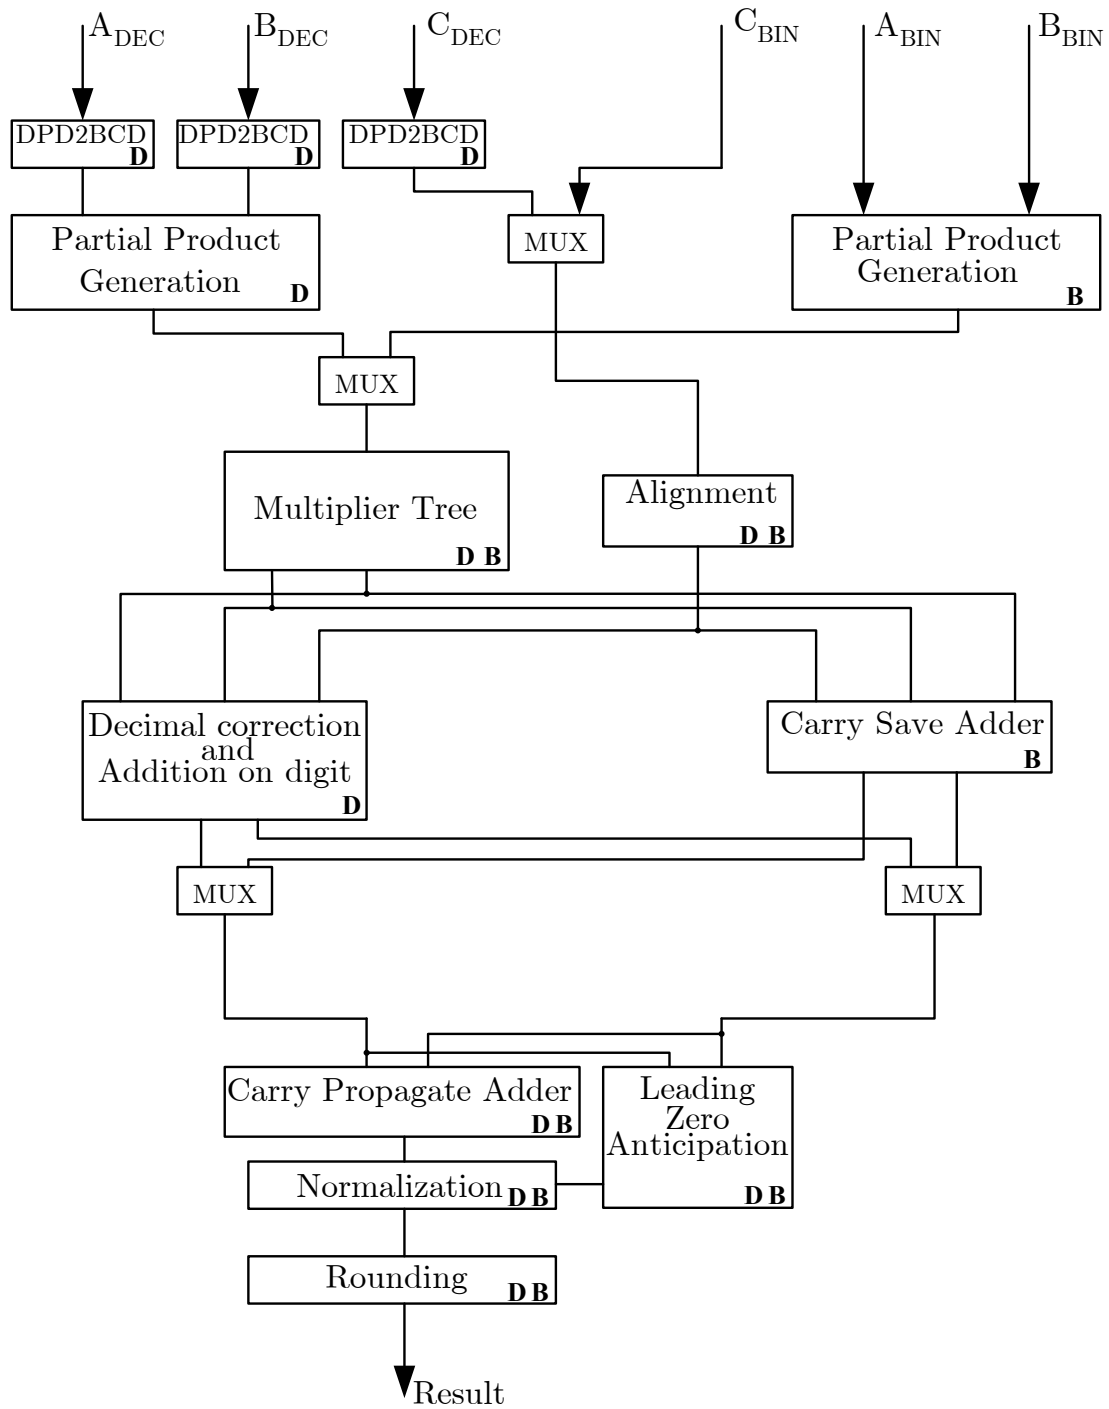 A_DEC B_DEC C_DEC C_BIN A_BIN B_BIN
DPD2BCD DPD2BCD DPD2BCD
D D D
Partial Product
Generation
D
MUX
Partial Product
Generation
B
MUX
Multiplier Tree
D B
Alignment
D B
Decimal correction
and
Addition on digit
D
Carry Save Adder
B
MUX MUX
Carry Propagate Adder
D B
Leading
Zero
Anticipation
D B
Normalization
D B
Rounding
D B
Result